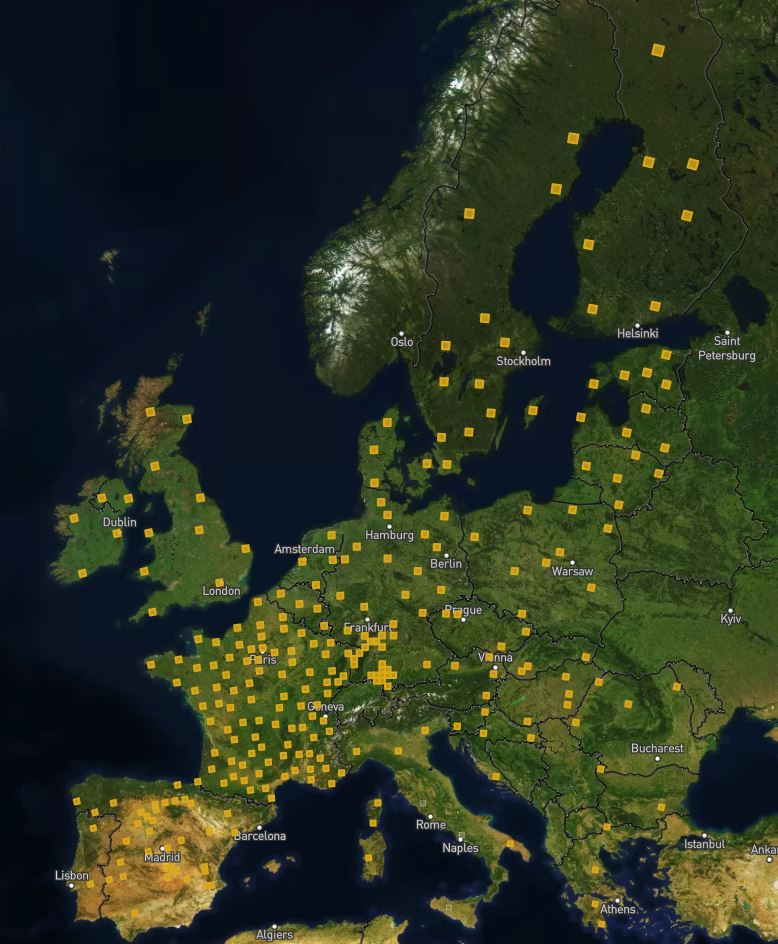 Oslo
Helsinki
Saint
Petersburg
Stockholm
Dublin
Hamburg
Amsterdam
Berlin
Warsaw
London
Prague
Kyiv
Frankfurt
Paris
Vienna
Geneva
Bucharest
Rome
Barcelona
Istanbul
Naples
Madrid
Anka
Lisbon
Athens
Algiers